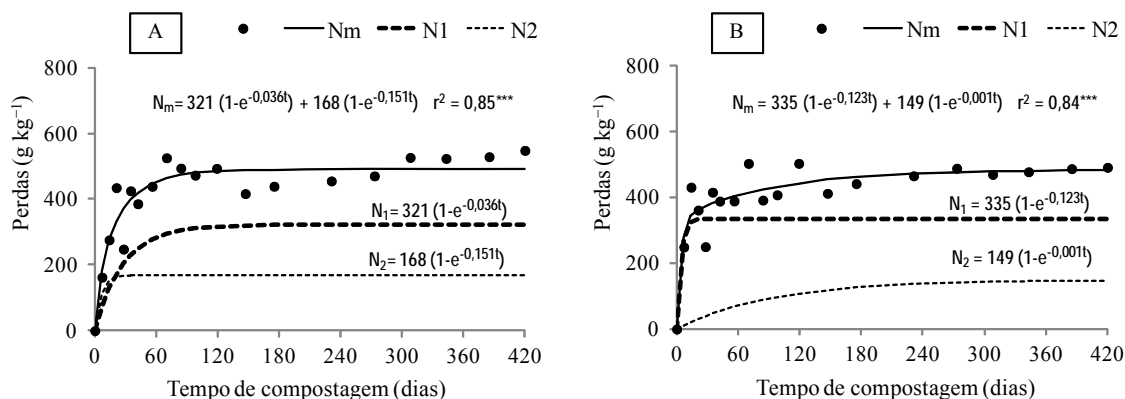 A Nm N1 N2
800
600
400
200
0
Perdas (g kg⁻¹)
Nₘ= 321 (1-e⁻⁰,⁰³⁶ᵗ) + 168 (1-e⁻⁰,¹⁵¹ᵗ) r² = 0,85***
N₁= 321 (1-e⁻⁰,⁰³⁶ᵗ)
N₂= 168 (1-e⁻⁰,¹⁵¹ᵗ)
0 60 120 180 240 300 360 420
Tempo de compostagem (dias)
B Nm N1 N2
800
600
400
200
0
Perdas (g kg⁻¹)
Nₘ = 335 (1-e⁻⁰,¹²³ᵗ) + 149 (1-e⁻⁰,⁰⁰¹ᵗ) r² = 0,84***
N₁ = 335 (1-e⁻⁰,¹²³ᵗ)
N₂ = 149 (1-e⁻⁰,⁰⁰¹ᵗ)
0 60 120 180 240 300 360 420
Tempo de compostagem (dias)